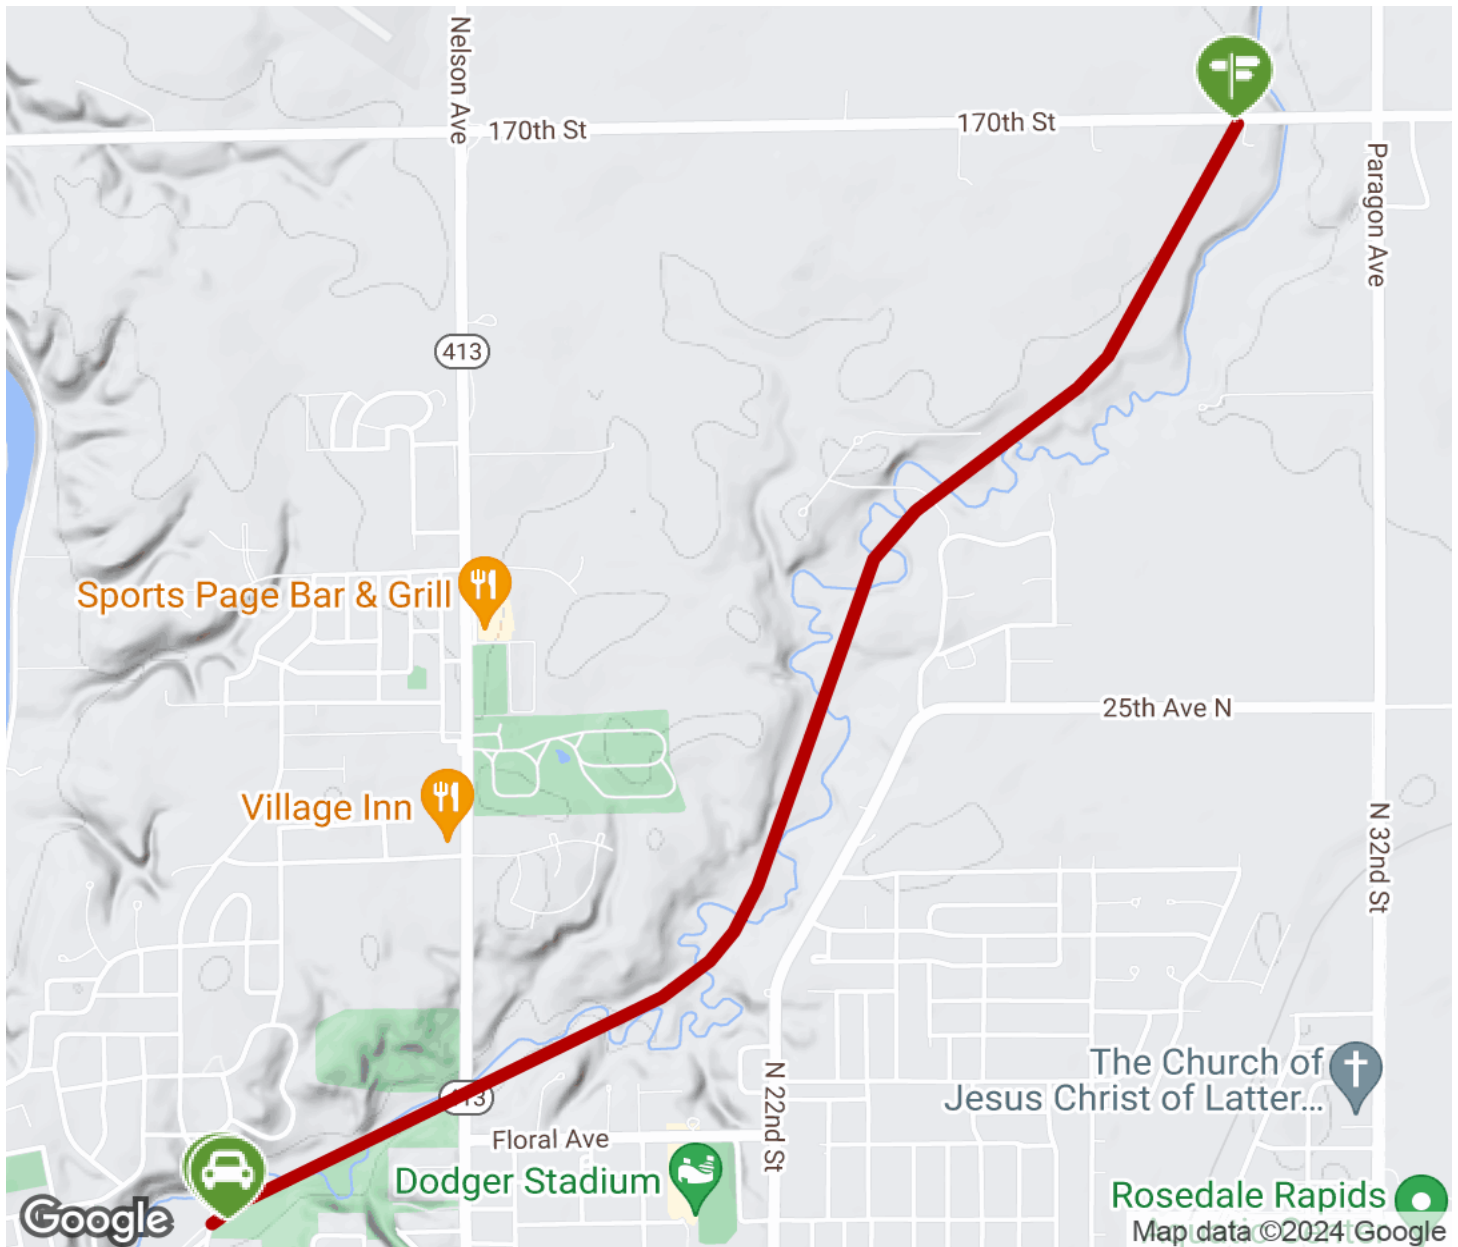 Nelson Ave
170th St
170th St
Paragon Ave
413
Sports Page Bar & Grill
25th Ave N
Village Inn
N 32nd St
The Church of
Jesus Christ of Latter...
413
N 22nd St
Floral Ave
Dodger Stadium
Rosedale Rapids
Aquatic Center
Google
Map data ©2024 Google